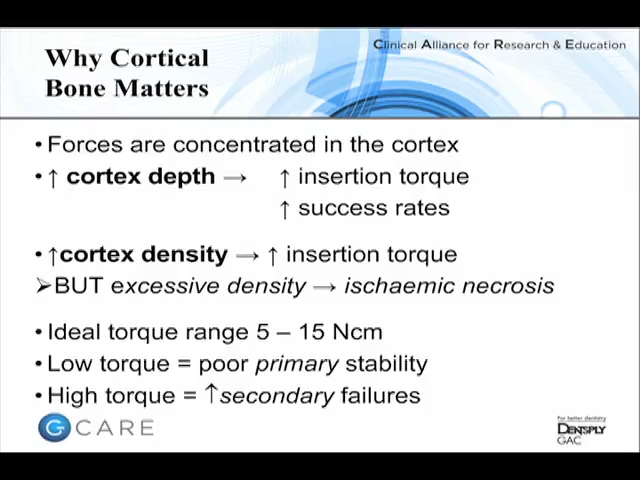 Why Cortical
Bone Matters
Clinical Alliance for Research & Education
• Forces are concentrated in the cortex
• ↑ cortex depth → ↑ insertion torque
↑ success rates
• ↑cortex density → ↑ insertion torque
➢BUT excessive density → ischaemic necrosis
• Ideal torque range 5 – 15 Ncm
• Low torque = poor primary stability
• High torque = ↑secondary failures
G CARE
For better dentistry
DENTSPLY
GAC